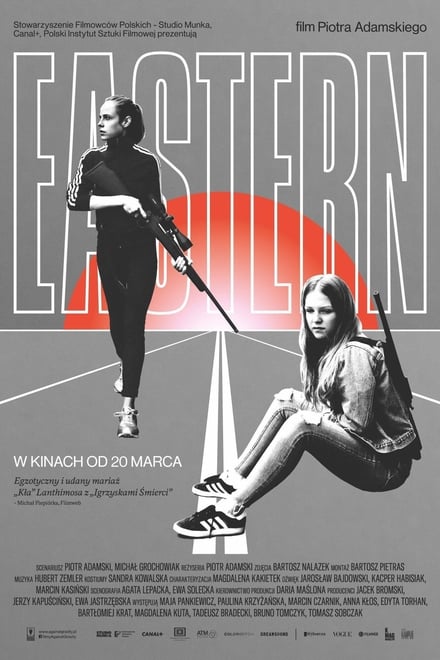 Stowarzyszenie Filmowców Polskich - Studio Munka,
Canal+, Polski Instytut Sztuki Filmowej prezentują
film Piotra Adamskiego
EASTERN
W KINACH OD 20 MARCA
Egzotyczny i udany mariaż
„Kła” Lanthimosa z „Igrzyskami Śmierci”
- Michał Piepiórka, Filmweb
SCENARIUSZ PIOTR ADAMSKI, MICHAŁ GROCHOWIAK REŻYSERIA PIOTR ADAMSKI ZDJĘCIA BARTOSZ NALAZEK MONTAŻ BARTOSZ PIETRAS
MUZYKA HUBERT ZEMLER KOSTIUMY SANDRA KOWALSKA CHARAKTERYZACJA MAGDALENA KAKIETEK DŹWIĘK JAROSŁAW BAJDOWSKI, KACPER HABISIAK,
MARCIN KASIŃSKI SCENOGRAFIA AGATA LEPACKA, EWA SOLECKA KIEROWNICTWO PRODUKCJI DARIA MAŚLONA PRODUCENCI JACEK BROMSKI,
JERZY KAPUŚCIŃSKI, EWA JASTRZĘBSKA WYSTĘPUJĄ MAJA PANKIEWICZ, PAULINA KRZYŻAŃSKA, MARCIN CZARNIK, ANNA KŁOS, EDYTA TORHAN,
BARTŁOMIEJ KRAT, MAGDALENA KUTA, TADEUSZ BRADECKI, BRUNO TOMCZYK, TOMASZ SOBCZAK
CANAL+ ATM COLOROFFON DREAMSOUND VOGUE